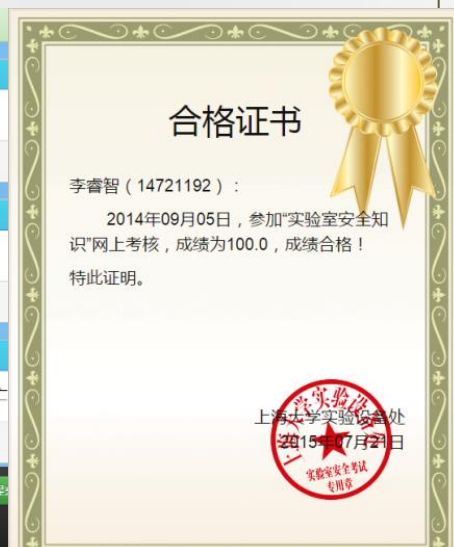 合格证书
李睿智（14721192）：
2014年09月05日，参加“实验室安全知
识”网上考核，成绩为100.0，成绩合格！
特此证明。
上海大学实验设备处
2015年07月21日
实验室安全考试
专用章